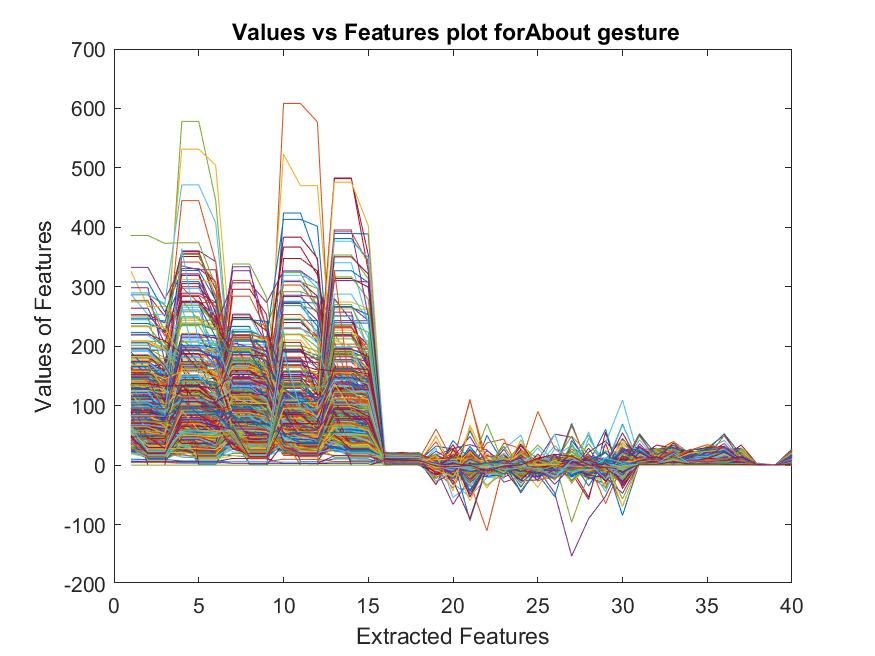 Values vs Features plot forAbout gesture
700
600
500
400
300
200
100
0
-100
-200
Values of Features
0 5 10 15 20 25 30 35 40
Extracted Features